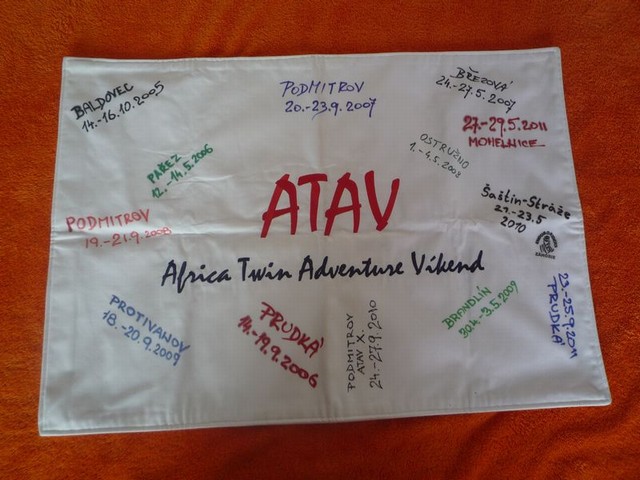 BALDOVEC
14.-16.10.2005
PODMITROV
20.-23.9.2007
BŘEZOVÁ
24.-27.5.2007
27.-29.5.2011
MOHELNICE
OSTRUŽNO
1.-4.5.2008
PAŘEZ
12.-14.5.2006
ATAV
Šaštín-Stráže
21.-23.5
2010
PODMITROV
19.-21.9.2008
Africa Twin Adventure Víkend
PROTIVANOV
18.-20.9.2009
PRUDKÁ
14.-19.9.2006
PODMITROV
ATAV X.
24.-27.9.2010
BRANDLÍN
30.4.-3.5.2009
23.-25.9.2011
PRUDKÁ